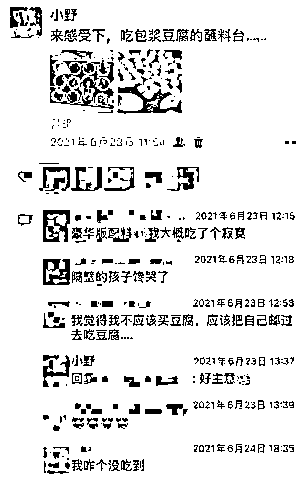 小野
来感受下，吃包浆豆腐的蘸料台……
2021年6月23日 11:54
2021年6月23日 12:15
豪华版配料 我大概吃了个寂寞
2021年6月23日 12:18
隔壁的孩子馋哭了
2021年6月23日 12:53
我觉得我不应该买豆腐，应该把自己邮过
去吃豆腐....
小野
2021年6月23日 13:37
回复 : 好主意
2021年6月23日 13:39
2021年6月24日 18:35
我咋个没吃到